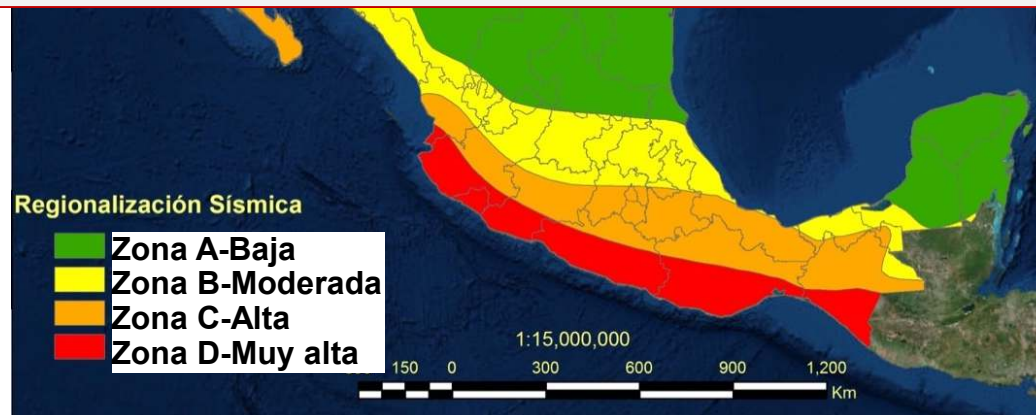 Regionalización Sísmica
Zona A-Baja
Zona B-Moderada
Zona C-Alta
Zona D-Muy alta
1:15,000,000
150 0 300 600 900 1,200
Km